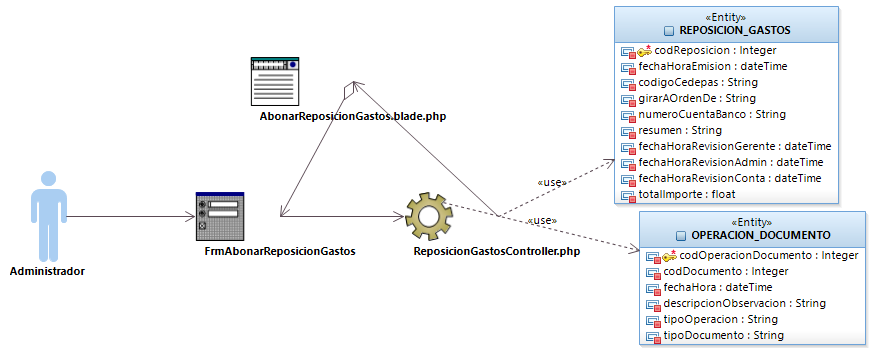 «Entity»
REPOSICION_GASTOS
codReposicion : Integer
fechaHoraEmision : dateTime
codigoCedepas : String
girarAOrdenDe : String
numeroCuentaBanco : String
resumen : String
fechaHoraRevisionGerente : dateTime
fechaHoraRevisionAdmin : dateTime
fechaHoraRevisionConta : dateTime
totalImporte : float
AbonarReposicionGastos.blade.php
«use»
«use»
Administrador
FrmAbonarReposicionGastos
ReposicionGastosController.php
«Entity»
OPERACION_DOCUMENTO
codOperacionDocumento : Integer
codDocumento : Integer
fechaHora : dateTime
descripcionObservacion : String
tipoOperacion : String
tipoDocumento : String